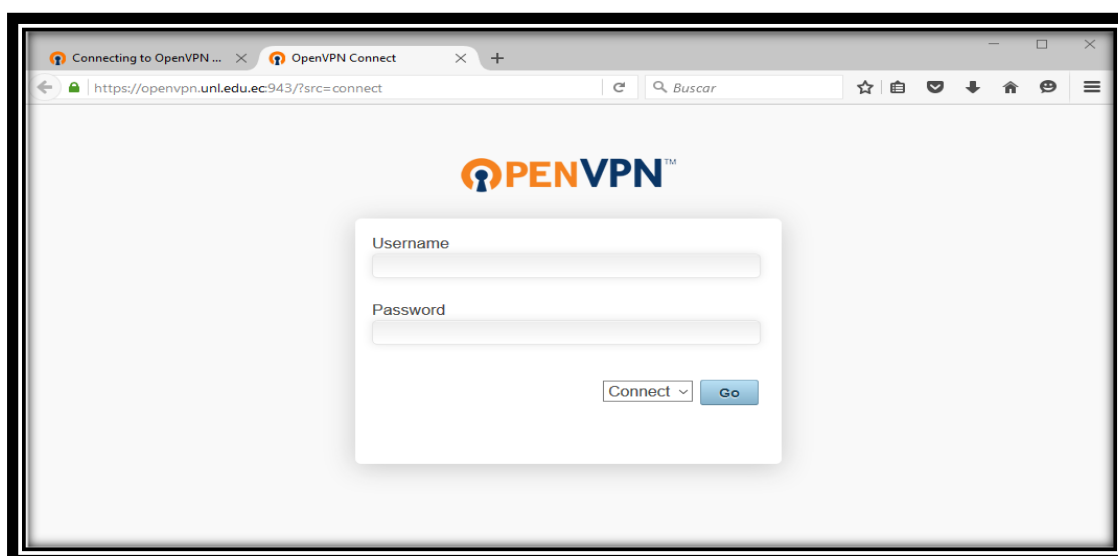 Connecting to OpenVPN ... OpenVPN Connect
https://openvpn.unl.edu.ec:943/?src=connect Buscar
OPENVPN™
Username
Password
Connect Go